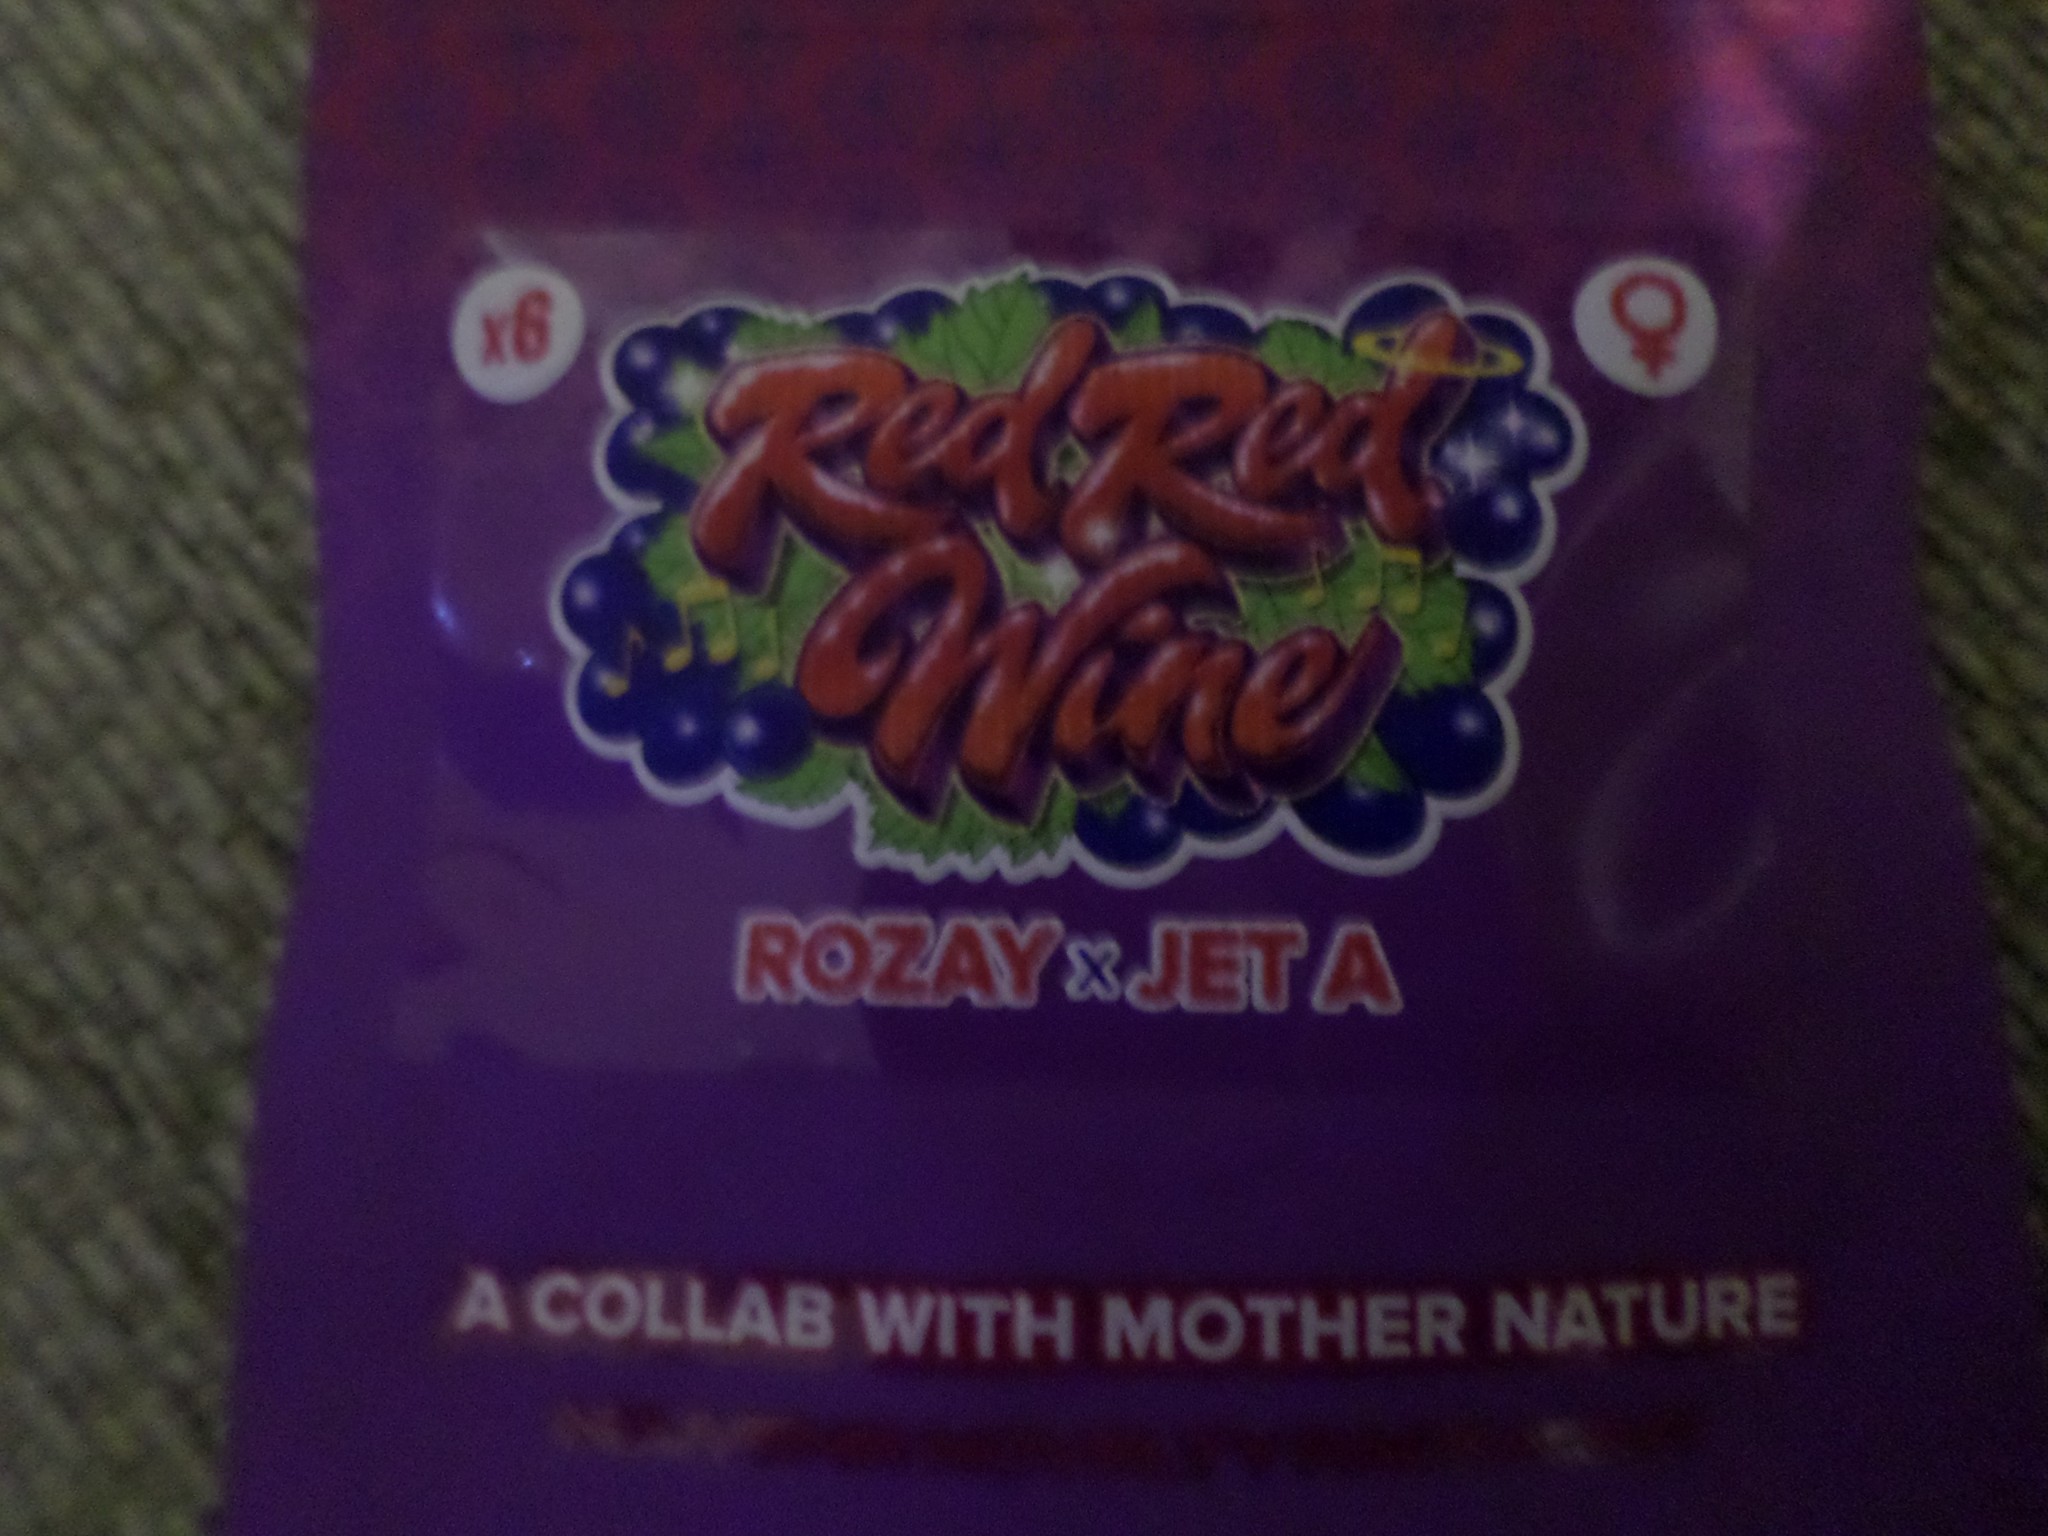 x6
Red Red
Wine
ROZAY x JET A
A COLLAB WITH MOTHER NATURE